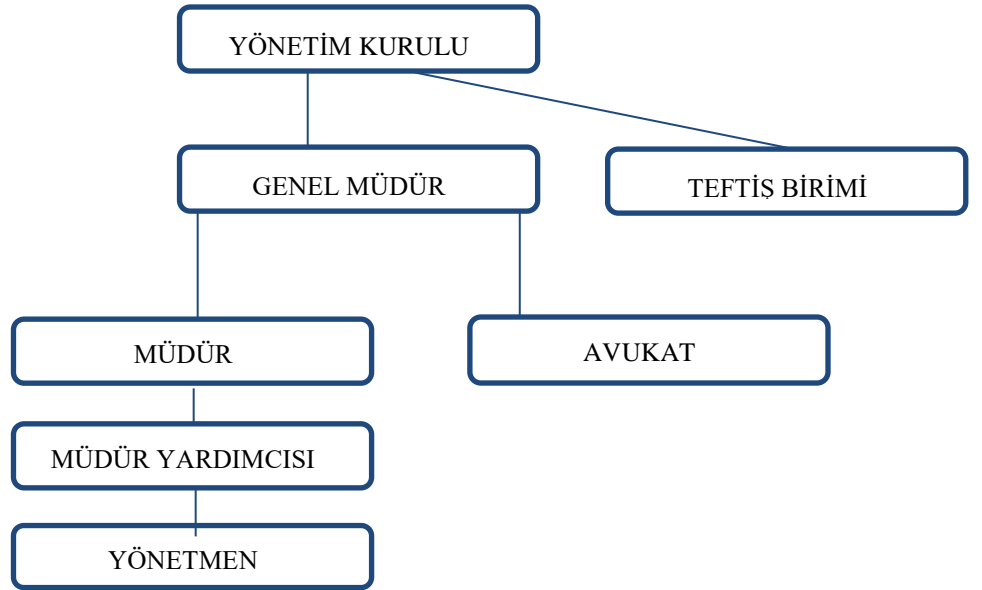 YÖNETİM KURULU
GENEL MÜDÜR
TEFTİŞ BİRİMİ
MÜDÜR
AVUKAT
MÜDÜR YARDIMCISI
YÖNETMEN